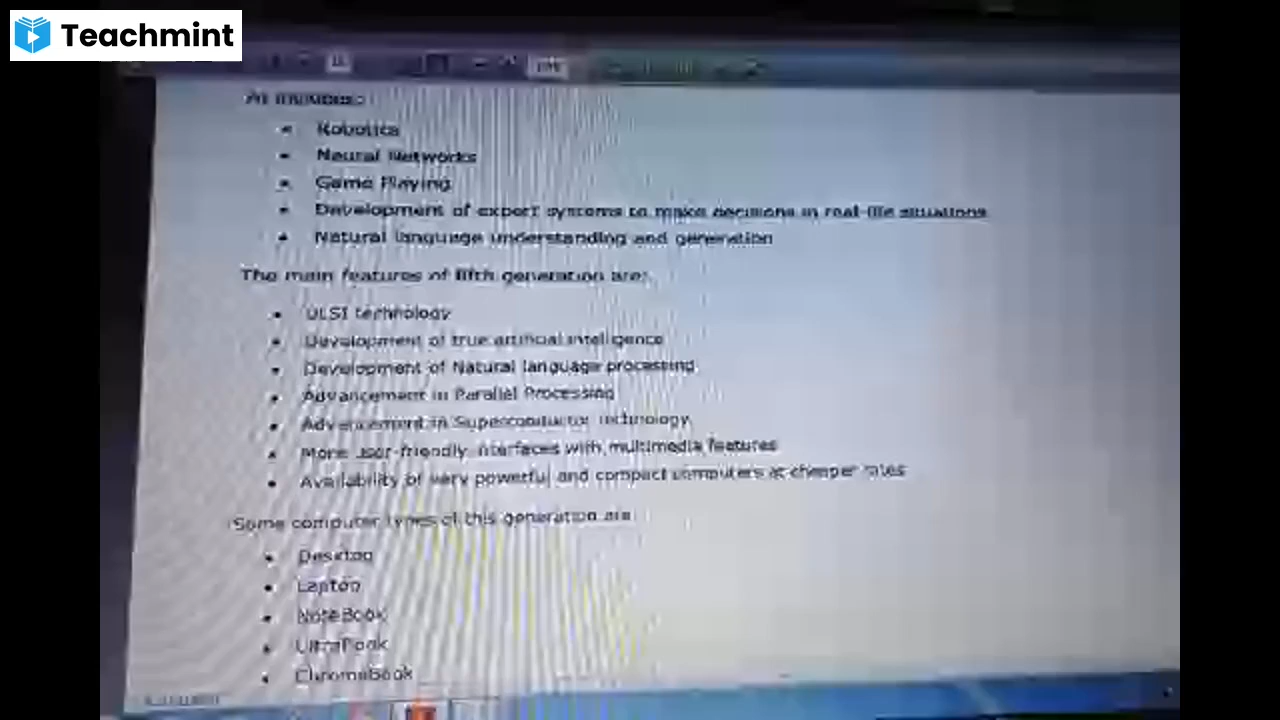 Teachmint
AI includes:
• Robotics
• Neural Networks
• Game Playing
• Development of expert systems to make decisions in real-life situations
• Natural language understanding and generation
The main features of fifth generation are:
• ULSI technology
• Development of true artificial intelligence
• Development of Natural language processing
• Advancement in Parallel Processing
• Advancement in Superconductor technology
• More user-friendly interfaces with multimedia features
• Availability of very powerful and compact computers at cheaper rates
Some computer types of this generation are
• Desktop
• Laptop
• NoteBook
• UltraBook
• ChromeBook